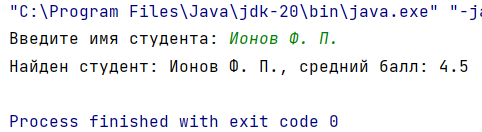 "C:\Program Files\Java\jdk-20\bin\java.exe" "-ja
Введите имя студента: Ионов Ф. П.
Найден студент: Ионов Ф. П., средний балл: 4.5
Process finished with exit code 0